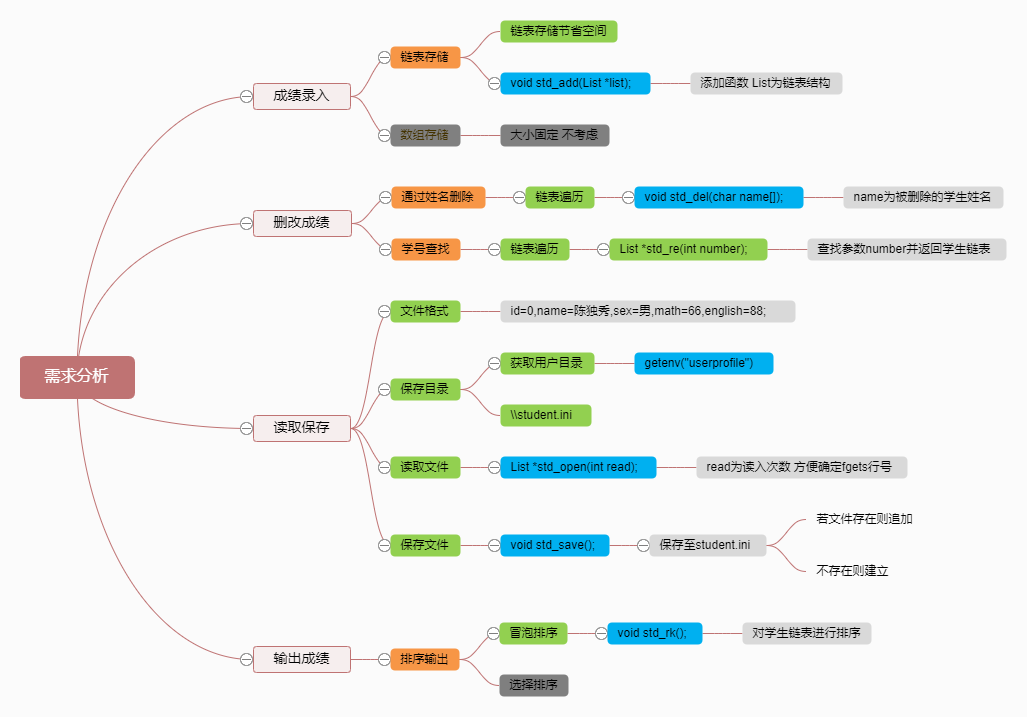 需求分析
成绩录入
链表存储
链表存储节省空间
void std_add(List *list);
添加函数 List为链表结构
数组存储
大小固定 不考虑
删改成绩
通过姓名删除
链表遍历
void std_del(char name[]);
name为被删除的学生姓名
学号查找
链表遍历
List *std_re(int number);
查找参数number并返回学生链表
读取保存
文件格式
id=0,name=陈独秀,sex=男,math=66,english=88;
保存目录
获取用户目录
getenv("userprofile")
\\student.ini
读取文件
List *std_open(int read);
read为读入次数 方便确定fgets行号
保存文件
void std_save();
保存至student.ini
若文件存在则追加
不存在则建立
输出成绩
排序输出
冒泡排序
void std_rk();
对学生链表进行排序
选择排序